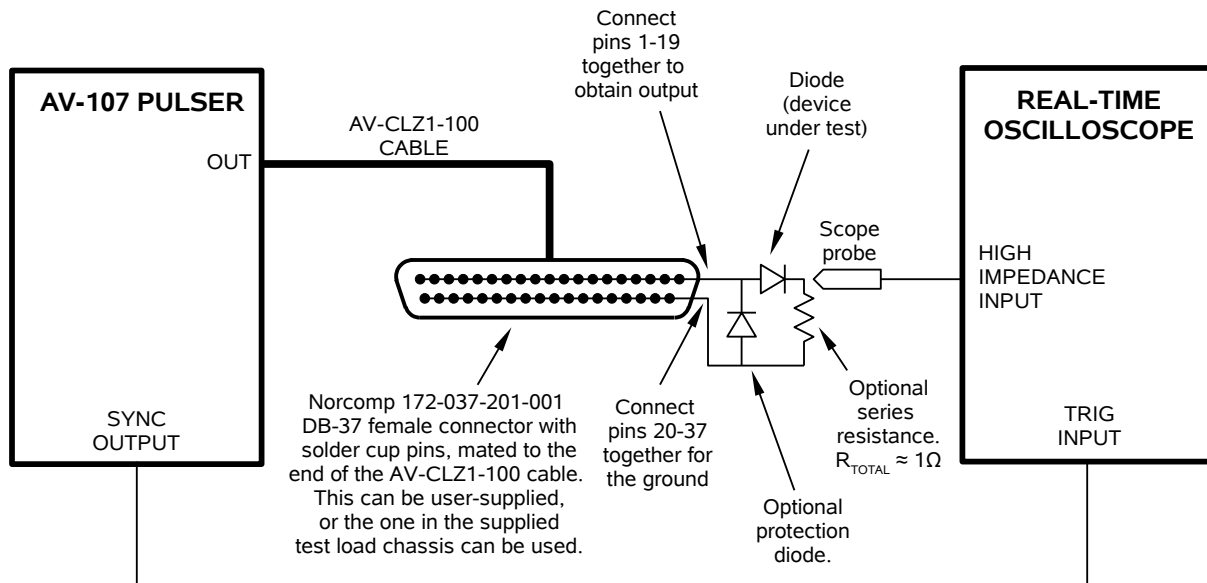 Connect
pins 1-19
together to
obtain output
Diode
(device
under test)
AV-107 PULSER
REAL-TIME
OSCILLOSCOPE
AV-CLZ1-100
CABLE
OUT
Scope
probe
HIGH
IMPEDANCE
INPUT
Norcomp 172-037-201-001
DB-37 female connector with
solder cup pins, mated to the
end of the AV-CLZ1-100 cable.
This can be user-supplied,
or the one in the supplied
test load chassis can be used.
Connect
pins 20-37
together for
the ground
Optional
series
resistance.
R_TOTAL ≈ 1Ω
Optional
protection
diode.
SYNC
OUTPUT
TRIG
INPUT